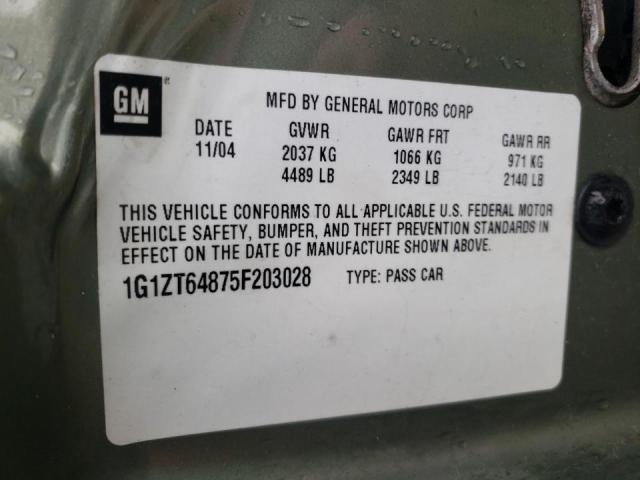 GM
MFD BY GENERAL MOTORS CORP
DATE GVWR GAWR FRT GAWR RR
11/04 2037 KG 1066 KG 971 KG
4489 LB 2349 LB 2140 LB
THIS VEHICLE CONFORMS TO ALL APPLICABLE U.S. FEDERAL MOTOR
VEHICLE SAFETY, BUMPER, AND THEFT PREVENTION STANDARDS IN
EFFECT ON THE DATE OF MANUFACTURE SHOWN ABOVE.
1G1ZT64875F203028 TYPE: PASS CAR